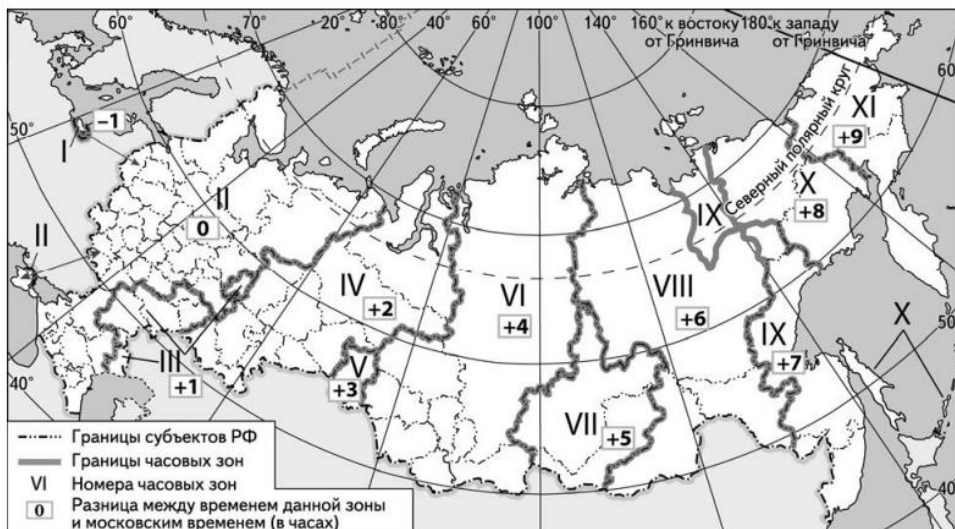 60° 40° 20° 80° 60° 40° 60° 100° 140° 160° к востоку от Гринвича 180° к западу от Гринвича
60
50°
–1
I
II
0
II
40°
III
+1
IV
+2
V
+3
VI
+4
VII
+5
VIII
+6
IX
IX
+7
Северный полярный круг
X
+8
XI
+9
X
50
40
Границы субъектов РФ
Границы часовых зон
VI Номера часовых зон
0 Разница между временем данной зоны
и московским временем (в часах)